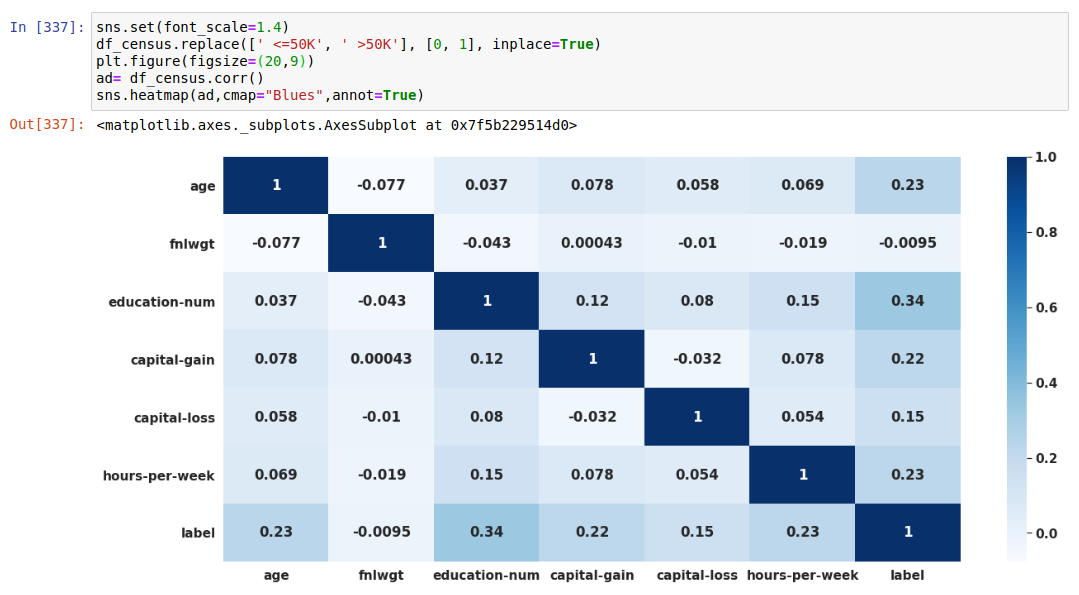 In [337]: sns.set(font_scale=1.4)
df_census.replace([' <=50K', ' >50K'], [0, 1], inplace=True)
plt.figure(figsize=(20,9))
ad= df_census.corr()
sns.heatmap(ad,cmap="Blues",annot=True)
Out[337]: <matplotlib.axes._subplots.AxesSubplot at 0x7f5b229514d0>
age 1 -0.077 0.037 0.078 0.058 0.069 0.23
fnlwgt -0.077 1 -0.043 0.00043 -0.01 -0.019 -0.0095
education-num 0.037 -0.043 1 0.12 0.08 0.15 0.34
capital-gain 0.078 0.00043 0.12 1 -0.032 0.078 0.22
capital-loss 0.058 -0.01 0.08 -0.032 1 0.054 0.15
hours-per-week 0.069 -0.019 0.15 0.078 0.054 1 0.23
label 0.23 -0.0095 0.34 0.22 0.15 0.23 1
age fnlwgt education-num capital-gain capital-loss hours-per-week label
1.0
0.8
0.6
0.4
0.2
0.0